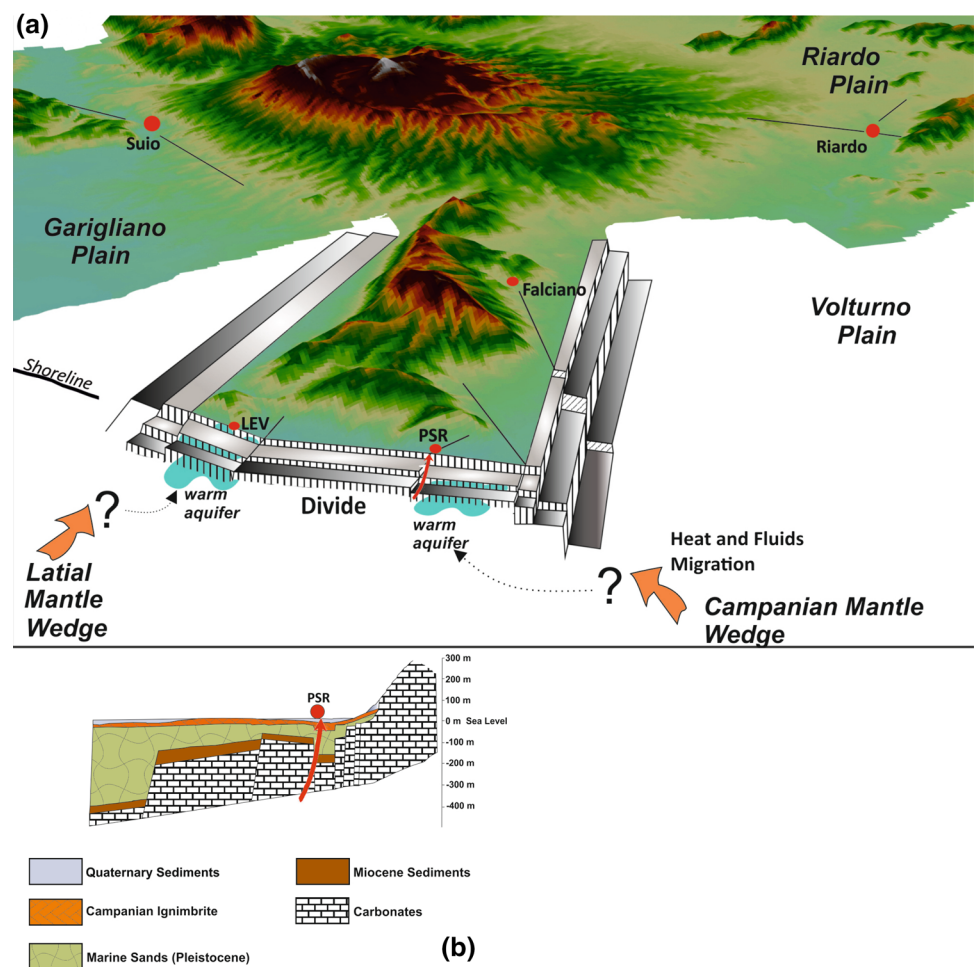 (a)
Riardo
Plain
Suio
Riardo
Garigliano
Plain
Falciano
Volturno
Plain
Shoreline
LEV
PSR
warm
aquifer
Divide
warm
aquifer
?
Heat and Fluids
Migration
?
Latial
Mantle
Wedge
Campanian Mantle
Wedge
300 m
200 m
100 m
0 m Sea Level
-100 m
-200 m
-300 m
-400 m
PSR
Quaternary Sediments
Miocene Sediments
Campanian Ignimbrite
Carbonates
Marine Sands (Pleistocene)
(b)